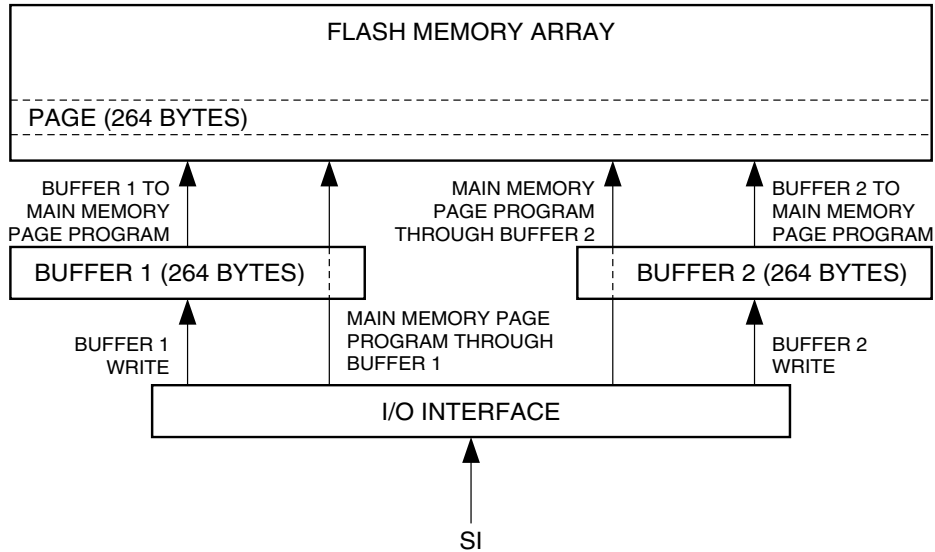 FLASH MEMORY ARRAY
PAGE (264 BYTES)
BUFFER 1 TO
MAIN MEMORY
PAGE PROGRAM
MAIN MEMORY
PAGE PROGRAM
THROUGH BUFFER 2
BUFFER 2 TO
MAIN MEMORY
PAGE PROGRAM
BUFFER 1 (264 BYTES)
BUFFER 2 (264 BYTES)
BUFFER 1
WRITE
MAIN MEMORY PAGE
PROGRAM THROUGH
BUFFER 1
BUFFER 2
WRITE
I/O INTERFACE
SI